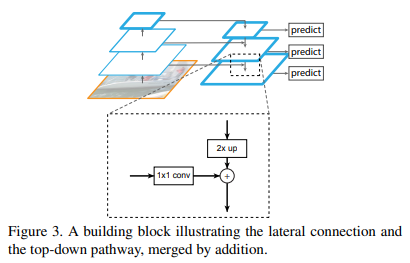 predict
predict
predict
2x up
1x1 conv
+
Figure 3. A building block illustrating the lateral connection and
the top-down pathway, merged by addition.